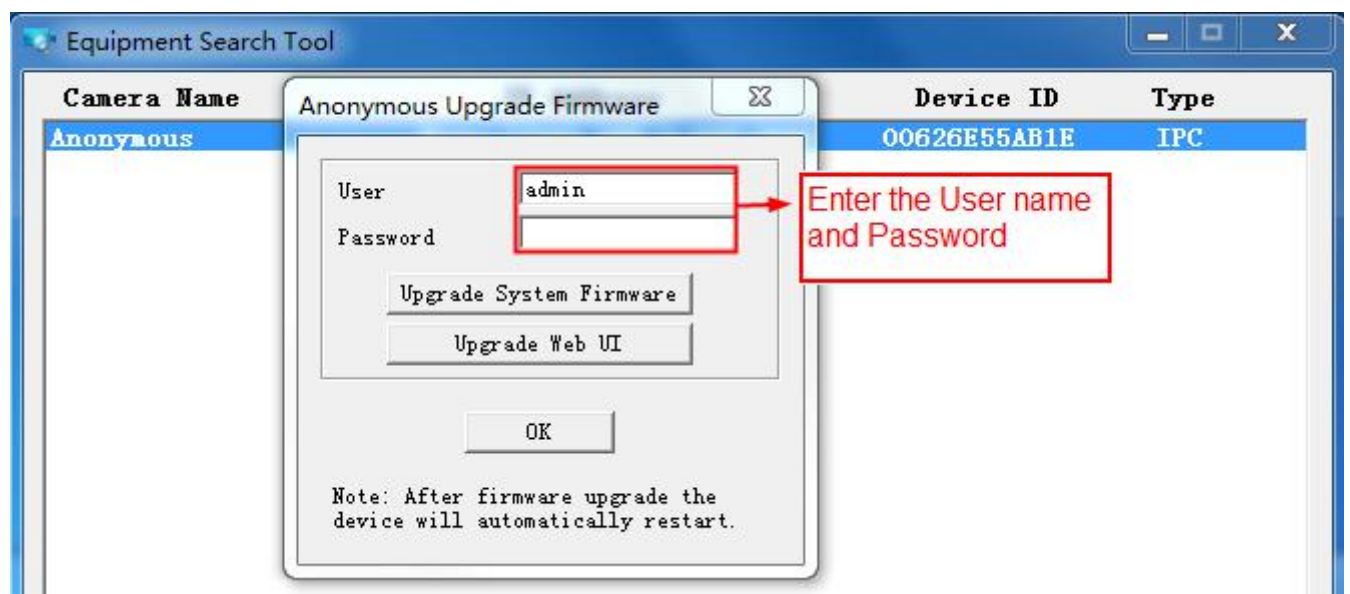 Equipment Search Tool
Camera Name Device ID Type
Anonymous 00626E55AB1E IPC
Anonymous Upgrade Firmware
User admin
Password
Enter the User name
and Password
Upgrade System Firmware
Upgrade Web UI
OK
Note: After firmware upgrade the
device will automatically restart.